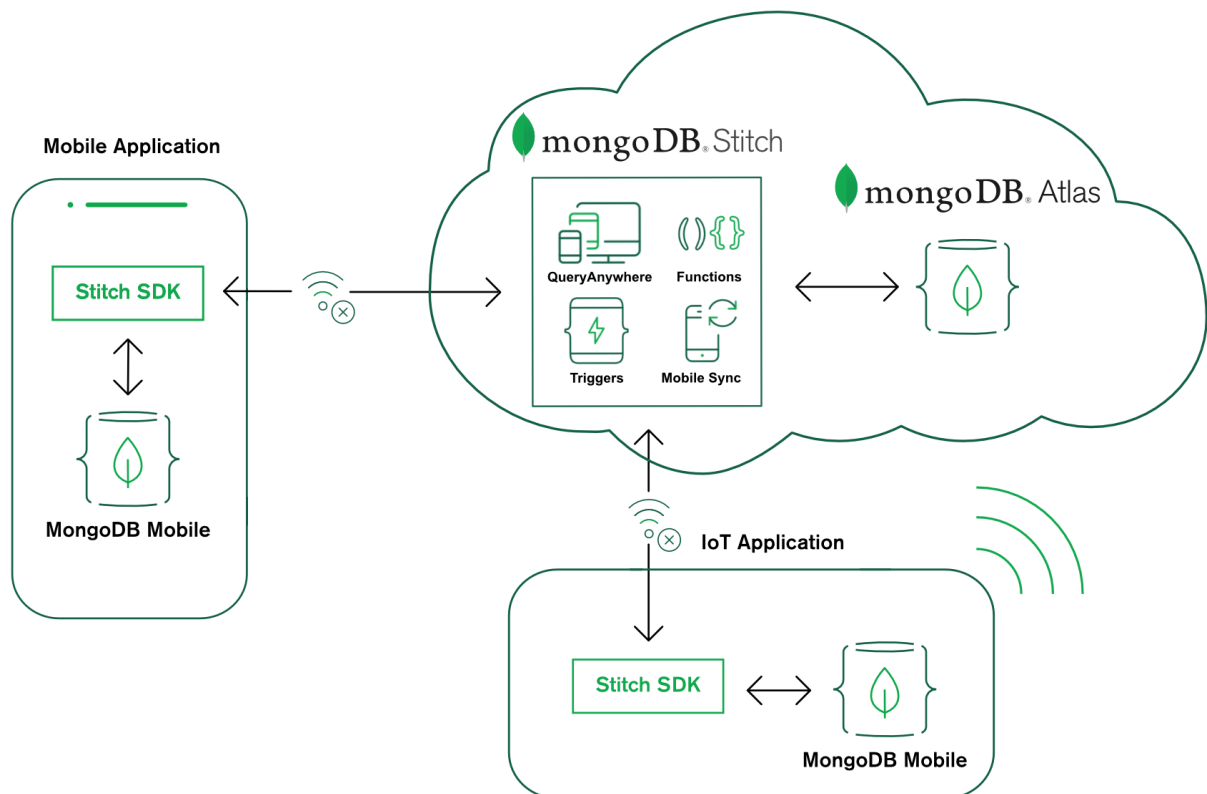 Mobile Application
Stitch SDK
MongoDB Mobile
mongoDB® Stitch
QueryAnywhere
Functions
Triggers
Mobile Sync
mongoDB® Atlas
IoT Application
Stitch SDK
MongoDB Mobile